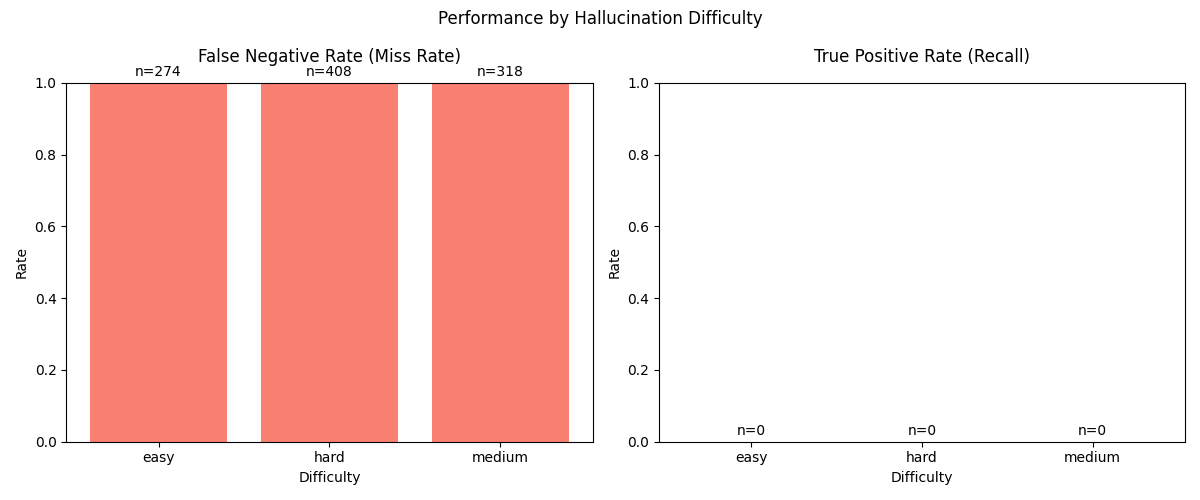 Performance by Hallucination Difficulty
False Negative Rate (Miss Rate)
n=274 n=408 n=318
1.0
0.8
0.6
0.4
0.2
0.0
Rate
easy hard medium
Difficulty
True Positive Rate (Recall)
1.0
0.8
0.6
0.4
0.2
0.0
Rate
n=0 n=0 n=0
easy hard medium
Difficulty